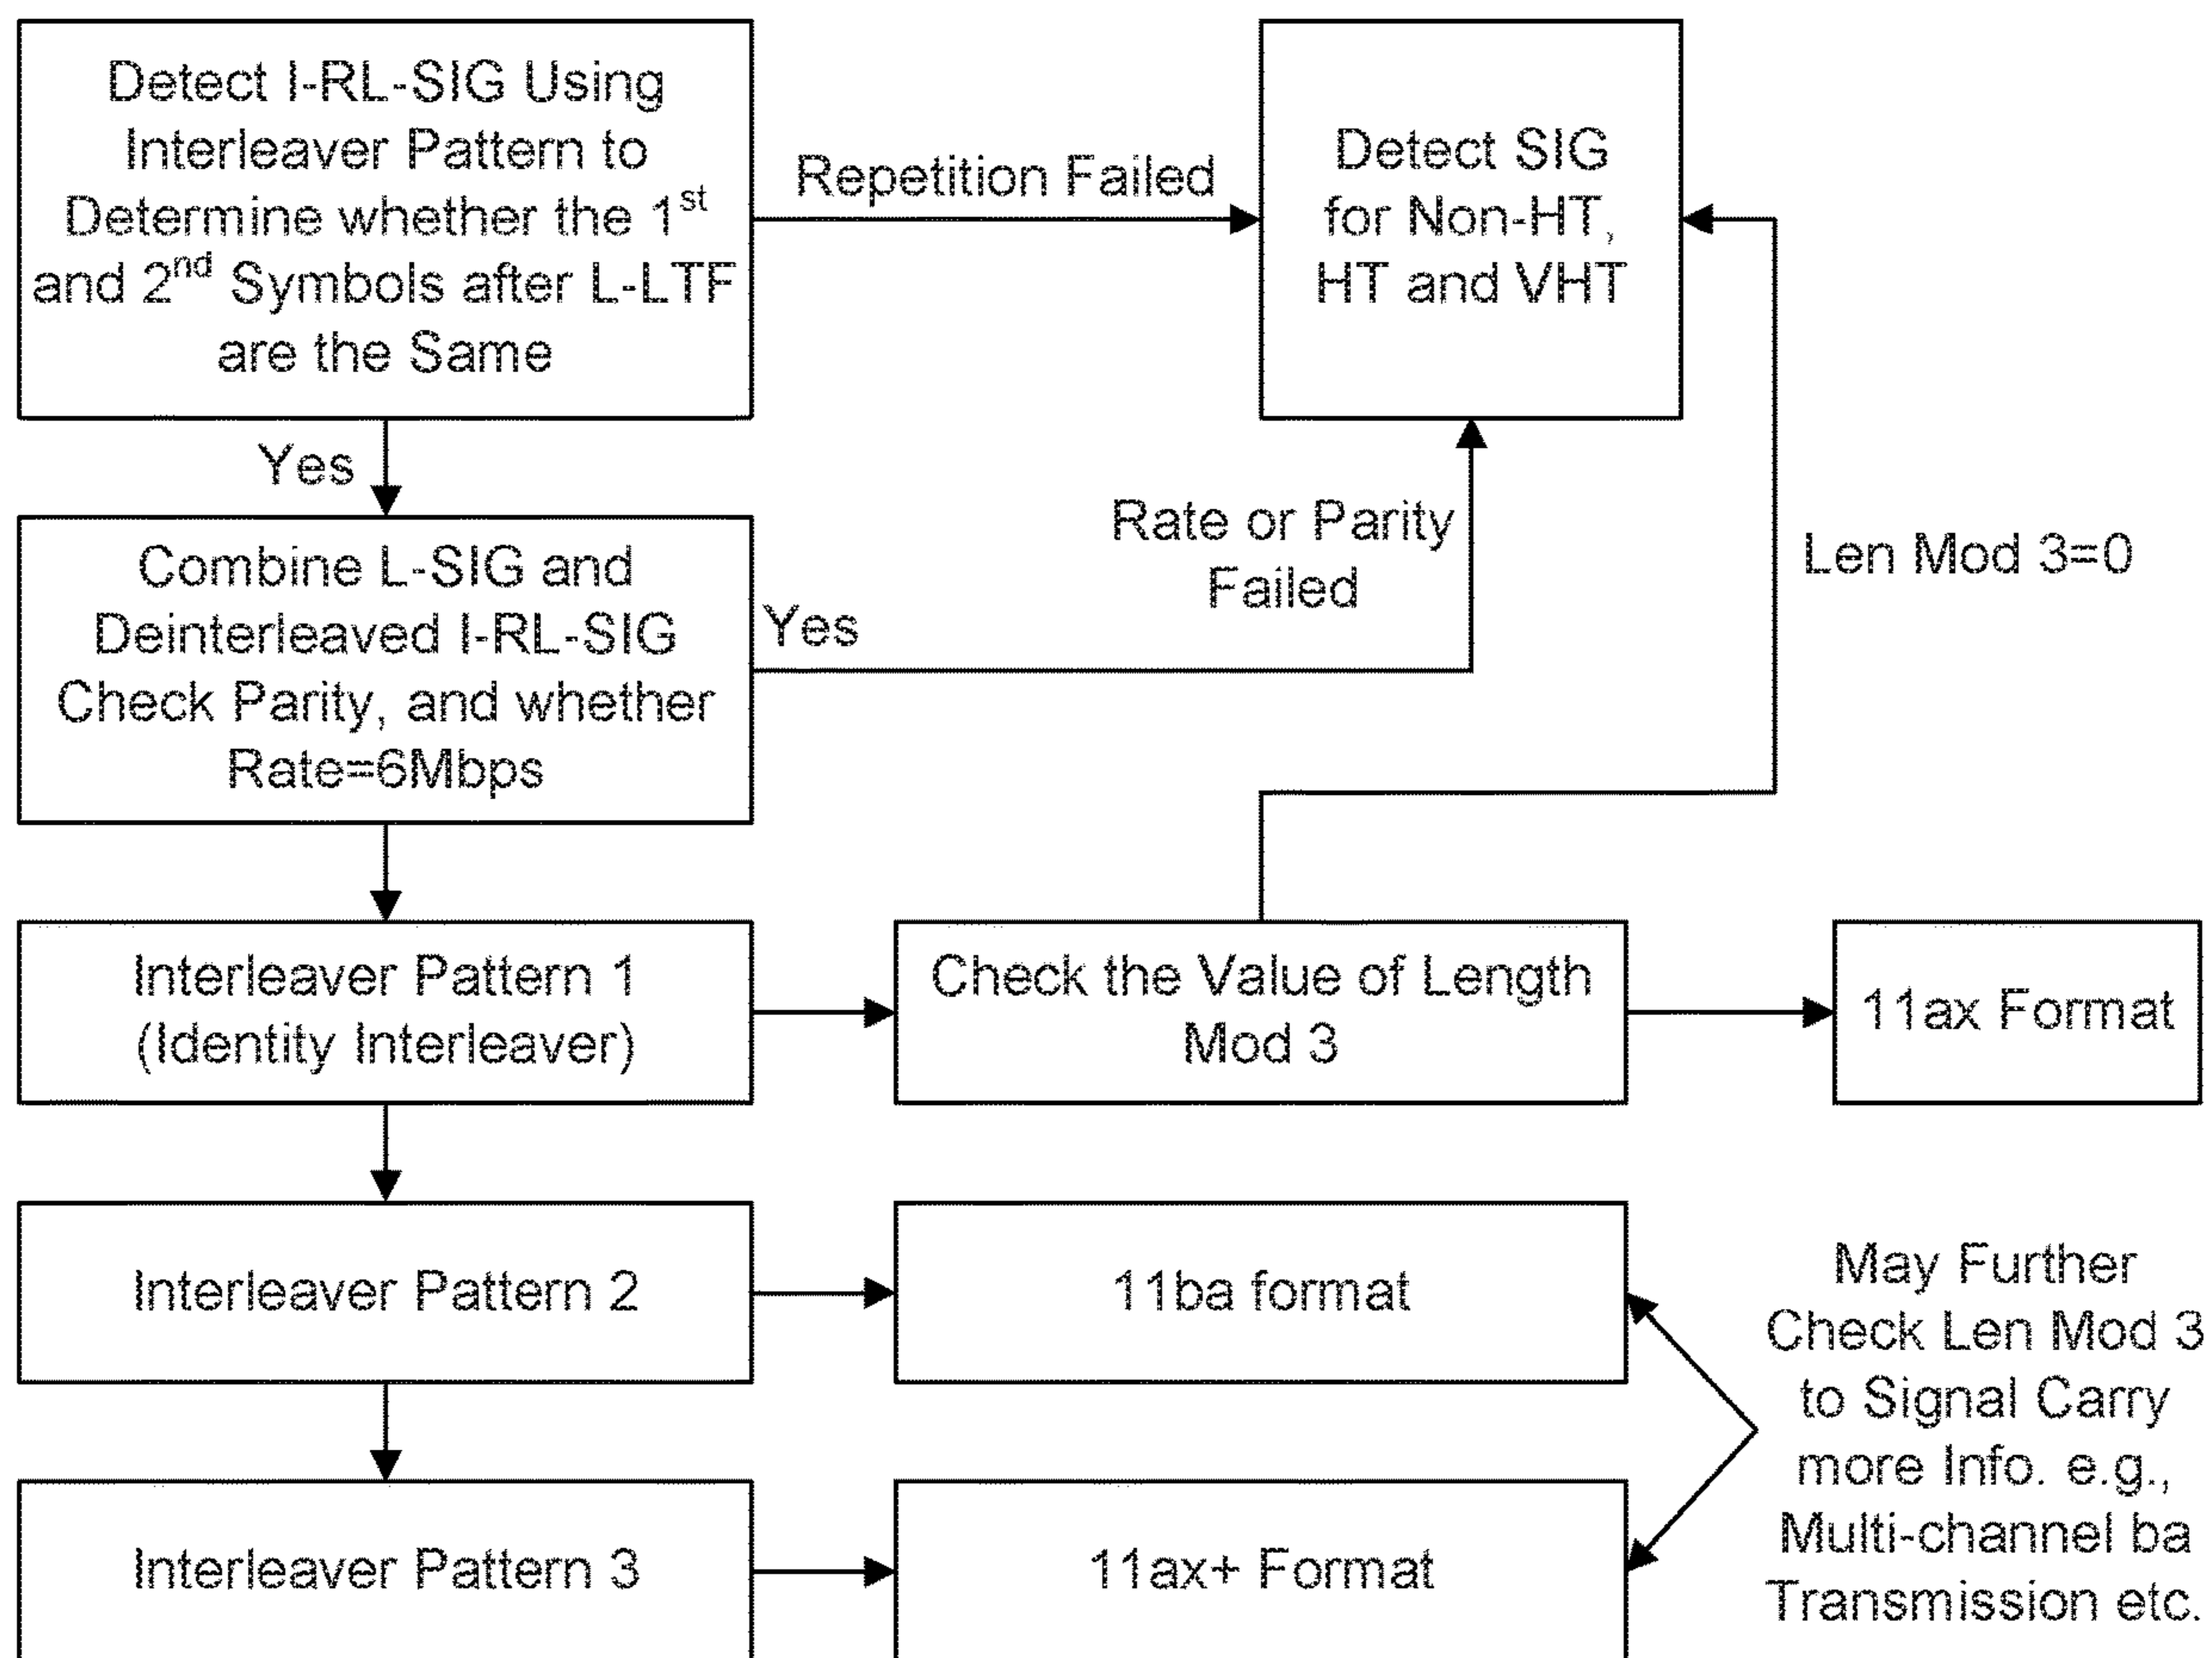 Detect I-RL-SIG Using
Interleaver Pattern to
Determine whether the 1st
and 2nd Symbols after L-LTF
are the Same
Repetition Failed
Detect SIG
for Non-HT,
HT and VHT
Yes
Combine L-SIG and
Deinterleaved I-RL-SIG
Check Parity, and whether
Rate=6Mbps
Yes
Rate or Parity
Failed
Len Mod 3=0
Interleaver Pattern 1
(Identity Interleaver)
Check the Value of Length
Mod 3
11ax Format
Interleaver Pattern 2
11ba format
May Further
Check Len Mod 3
to Signal Carry
more Info. e.g.,
Multi-channel ba
Transmission etc.
Interleaver Pattern 3
11ax+ Format